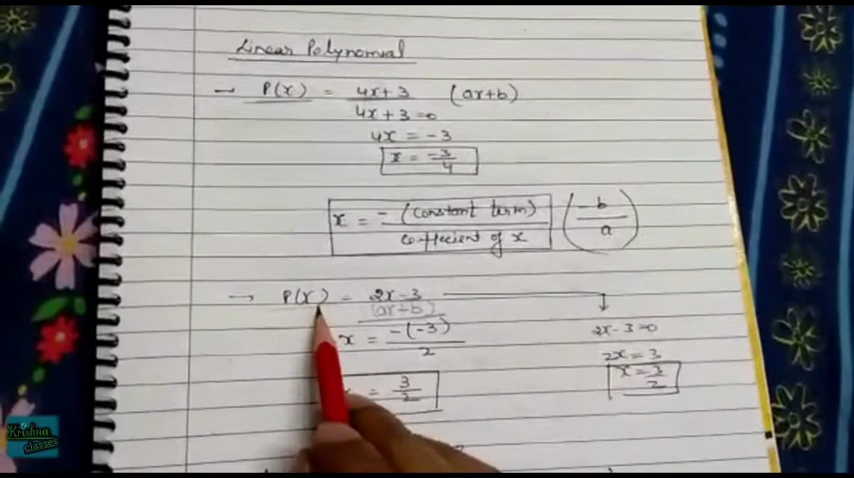 Linear Polynomial
→ P(x) = 4x+3 (ax+b)
4x+3=0
4x = -3
x = -3/4
x = -(constant term)/coefficient of x (-b/a)
→ P(x) = 2x-3
(ax+b)
x = -(-3)/2
= 3/2
2x-3=0
2x=3
x=3/2
Krishna
classes